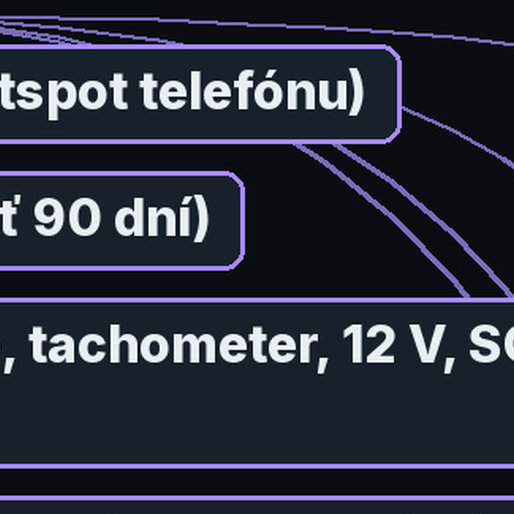 tspot telefónu)
ť 90 dní)
, tachometer, 12 V, S